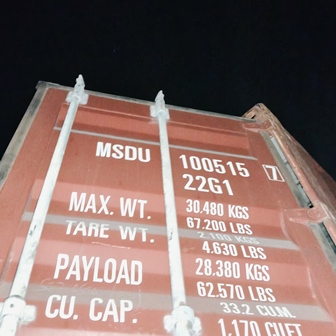 MSDU 100515 7
22G1
MAX. WT. 30.480 KGS
67.200 LBS
TARE WT. 2.100 KGS
4.630 LBS
PAYLOAD 28.380 KGS
62.570 LBS
CU. CAP. 33.2 CU.M.
1.170 CU.FT.